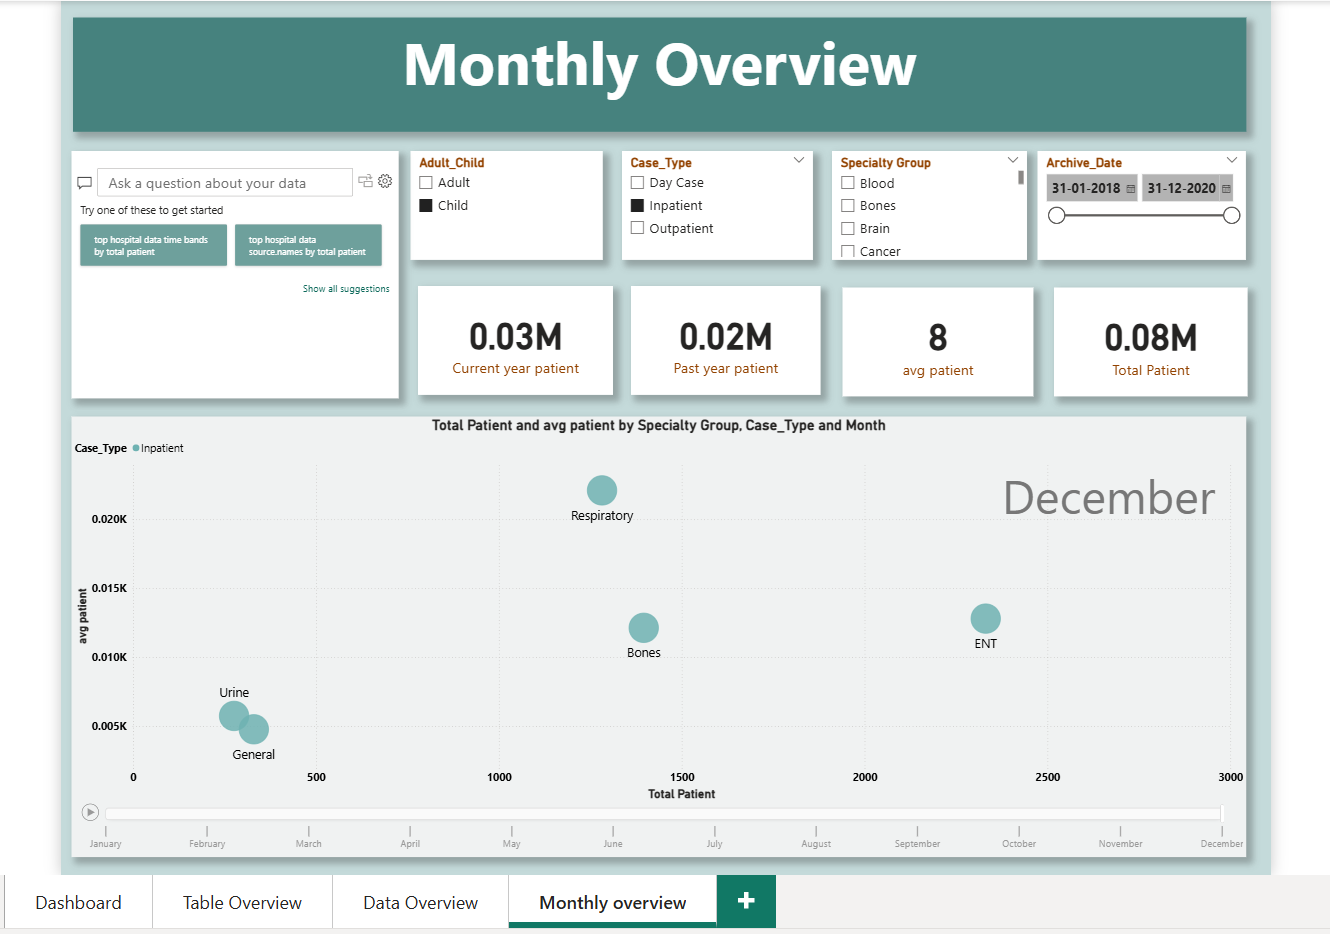 Monthly Overview
Ask a question about your data
Try one of these to get started
top hospital data time bands
by total patient
top hospital data
source.names by total patient
Show all suggestions
Adult_Child
Adult
Child
Case_Type
Day Case
Inpatient
Outpatient
Specialty Group
Blood
Bones
Brain
Cancer
Archive_Date
31-01-2018
31-12-2020
0.03M
Current year patient
0.02M
Past year patient
8
avg patient
0.08M
Total Patient
Total Patient and avg patient by Specialty Group, Case_Type and Month
Case_Type Inpatient
December
Respiratory
Bones
ENT
Urine
General
avg patient
0.020K
0.015K
0.010K
0.005K
0 500 1000 1500 2000 2500 3000
Total Patient
January February March April May June July August September October November December
Dashboard Table Overview Data Overview Monthly overview +